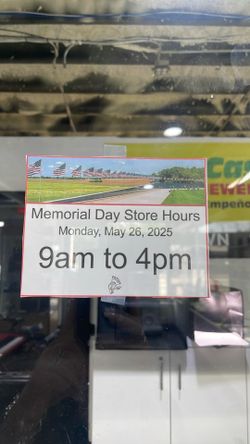 Memorial Day Store Hours
Monday, May 26, 2025
9am to 4pm